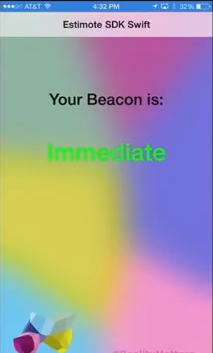 AT&T 4:32 PM 32%
Estimote SDK Swift
Your Beacon is:
Immediate